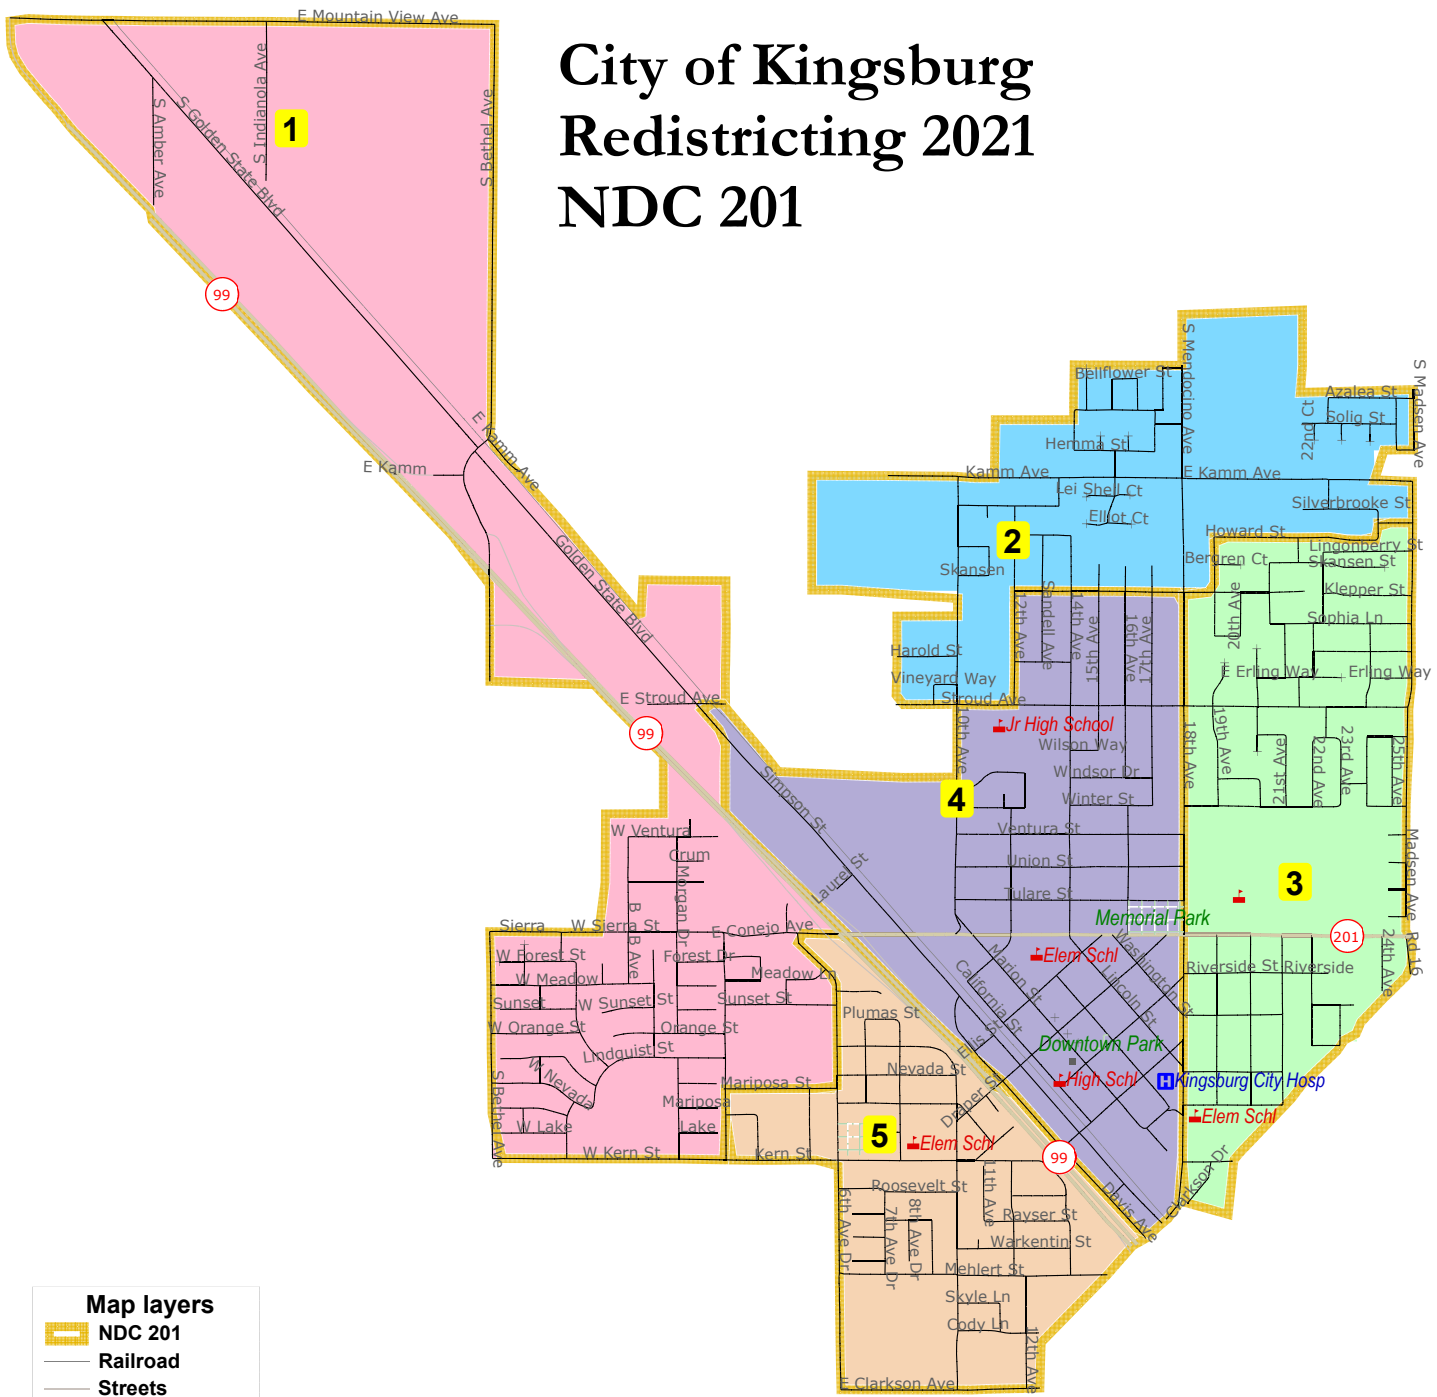 City of Kingsburg
Redistricting 2021
NDC 201
E Mountain View Ave
S Amber Ave
S Golden State Blvd
S Indianola Ave
1
S Bethel Ave
99
E Kamm Ave
E Kamm
Golden State Blvd
E Stroud Ave
99
Simpson St
Laurel St
S Mendocino Ave
S Madsen Ave
Bellflower St
Azalea St
Solig St
22nd Ct
Hemma St
Kamm Ave
E Kamm Ave
Lei Shell Ct
Silverbrooke St
Elliot Ct
2
Howard St
Lingonberry St
Bergren Ct
Skansen St
Skansen
Klepper St
12th Ave
Sandell Ave
14th Ave
15th Ave
16th Ave
17th Ave
20th Ave
Sophia Ln
Harold St
E Erling Way
Erling Way
Vineyard Way
Stroud Ave
10th Ave
Jr High School
18th Ave
19th Ave
21st Ave
22nd Ave
23rd Ave
25th Ave
Wilson Way
Windsor Dr
4
Winter St
Ventura St
Union St
Tulare St
3
Madsen Ave
Rd 16
Memorial Park
201
24th Ave
W Ventura
Crum
Morgan Dr
B Ave
B
Sierra
W Sierra St
E Conejo Ave
W Forest St
Forest Dr
W Meadow
Meadow Ln
Sunset
W Sunset St
Sunset St
W Orange St
Orange St
Lindquist St
W Nevada
Mariposa St
Mariposa
W Lake
Lake
S Bethel Ave
W Kern St
Kern St
Elem Schl
Marion St
California St
Washington St
Lincoln St
Riverside St
Riverside
Plumas St
Ellis St
Downtown Park
Nevada St
Draper St
High Schl
H
Kingsburg City Hosp
Elem Schl
5
Elem Schl
99
Clarkson Dr
Davis Ave
Roosevelt St
11th Ave
6th Ave Dr
7th Ave Dr
8th Ave Dr
Rayser St
Warkentin St
Mehlert St
Skyle Ln
Cody Ln
12th Ave
E Clarkson Ave
Map layers
NDC 201
Railroad
Streets